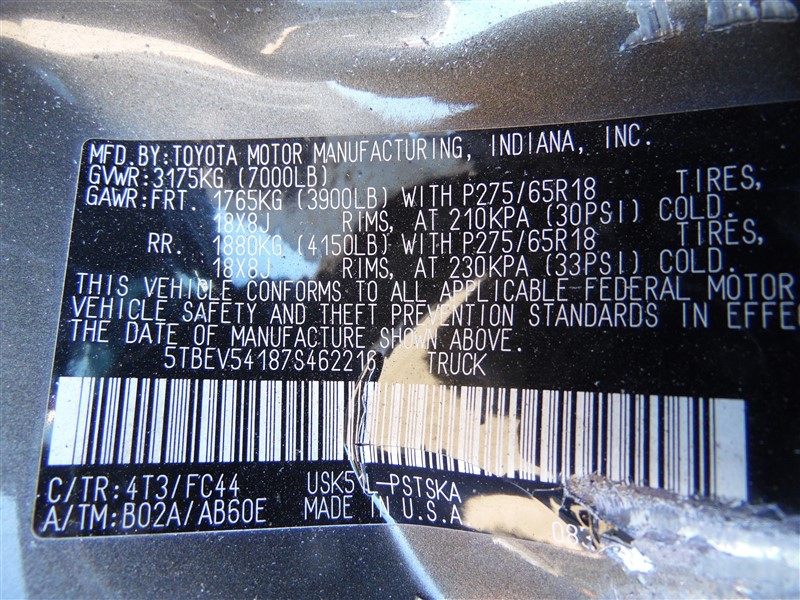 MFD.BY:TOYOTA MOTOR MANUFACTURING, INDIANA, INC.
GVWR:3175KG (7000LB)
GAWR:FRT. 1765KG (3900LB) WITH P275/65R18 TIRES,
18X8J RIMS, AT 210KPA (30PSI) COLD.
RR. 1880KG (4150LB) WITH P275/65R18 TIRES,
18X8J RIMS, AT 230KPA (33PSI) COLD.
THIS VEHICLE CONFORMS TO ALL APPLICABLE FEDERAL MOTOR
VEHICLE SAFETY AND THEFT PREVENTION STANDARDS IN EFFE
THE DATE OF MANUFACTURE SHOWN ABOVE.
5TBEV54187S462216 TRUCK
C/TR:4T3/FC44 USK51L-PSTSKA
A/TM:B02A/AB60E MADE IN U.S.A